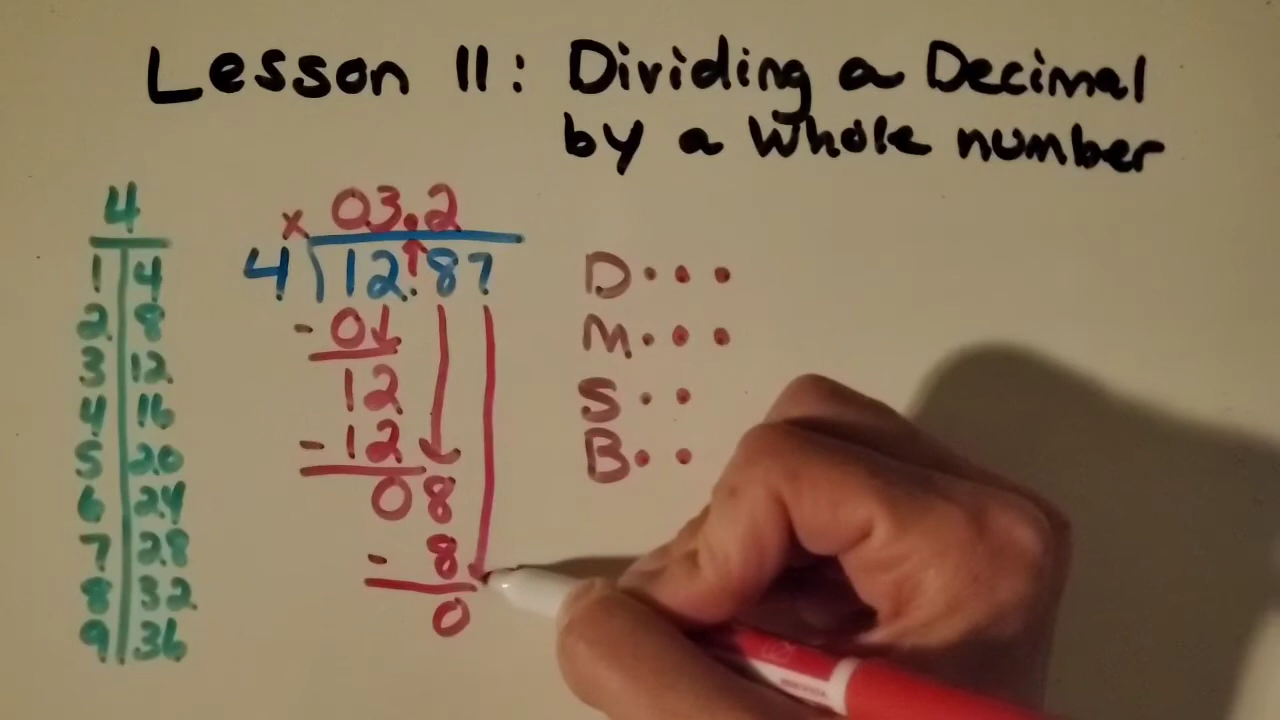 Lesson 11: Dividing a Decimal
by a Whole number
4
1 4
2 8
3 12
4 16
5 20
6 24
7 28
8 32
9 36
x 03.2
4 12.87
- 0
12
- 12
08
- 8
0
D
M
S
B